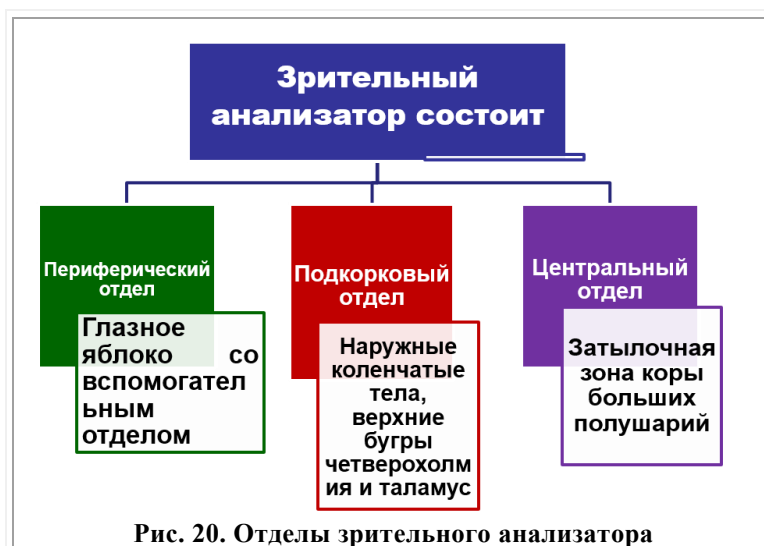 Зрительный
анализатор состоит
Периферический
отдел
Глазное
яблоко со
вспомогател
ьным
отделом
Подкорковый
отдел
Наружные
коленчатые
тела,
верхние
бугры
четверохолм
ия и таламус
Центральный
отдел
Затылочная
зона коры
больших
полушарий
Рис. 20. Отделы зрительного анализатора